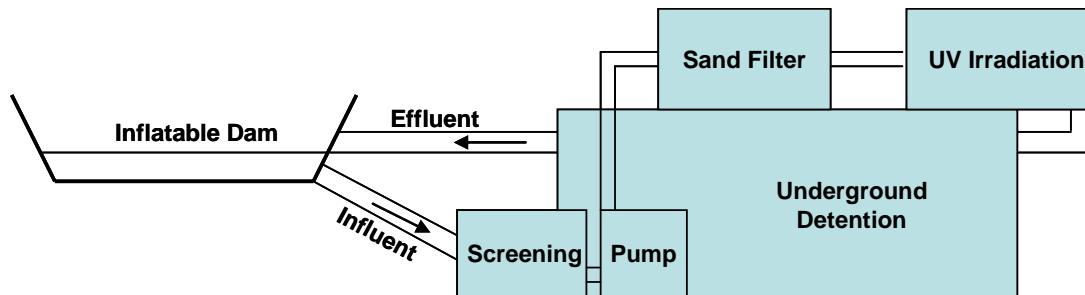 Sand Filter
UV Irradiation
Inflatable Dam
Effluent
Influent
Underground
Detention
Screening
Pump